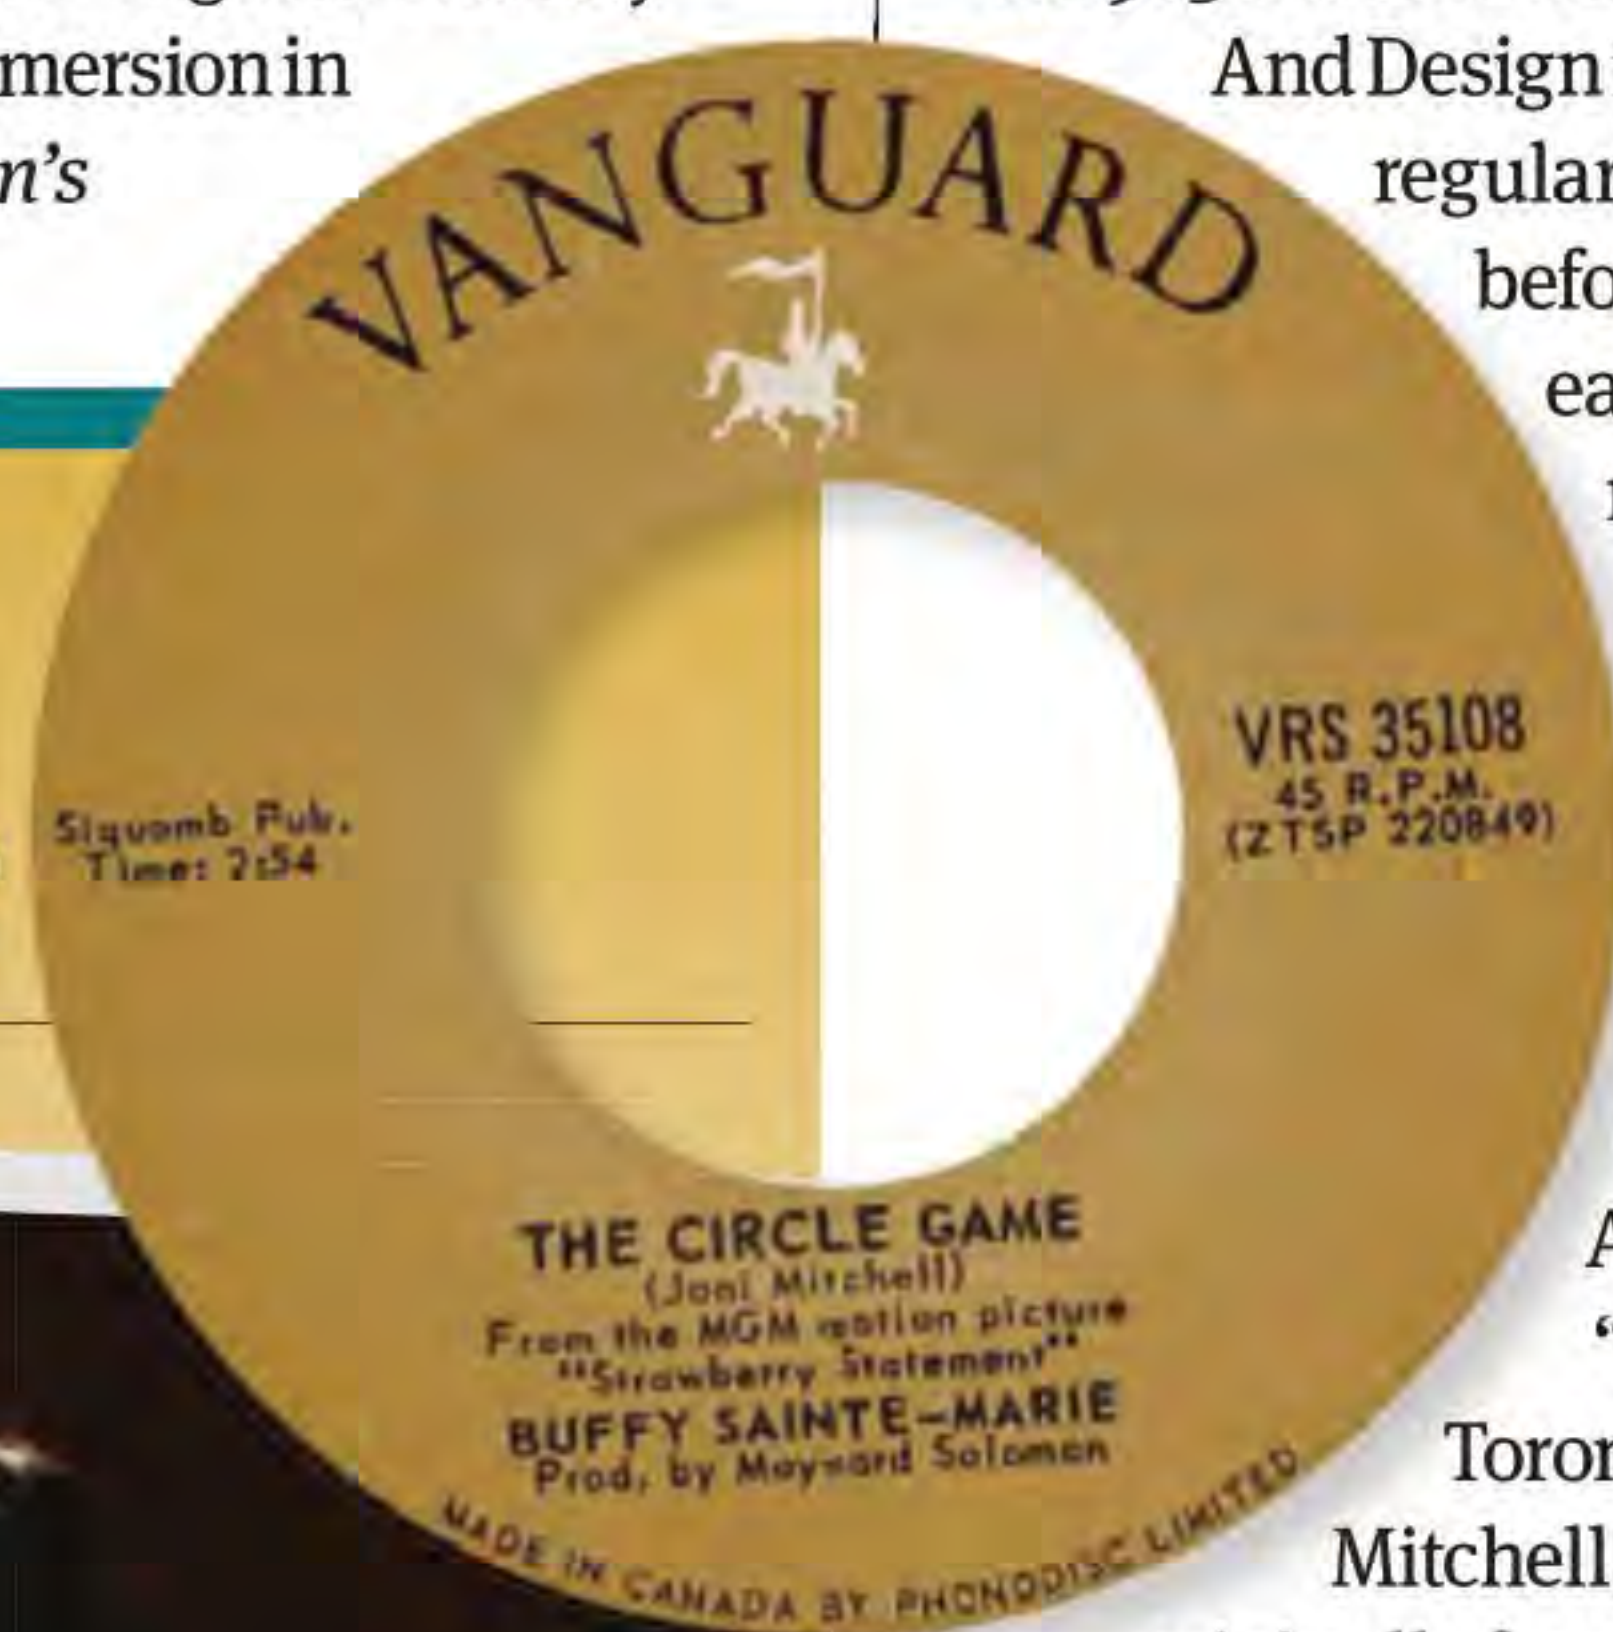 mersion in
n's
And Design
regular
befo
ea
VANGUARD
VRS 35108
45 R.P.M.
(ZTSP 220849)
Siquomb Pub.
Time: 2:54
THE CIRCLE GAME
(Joni Mitchell)
From the MGM motion picture
"Strawberry Statement"
BUFFY SAINTE-MARIE
Prod. by Maynard Solomon
MADE IN CANADA BY PHONODISC LIMITED
A
Toron
Mitchell